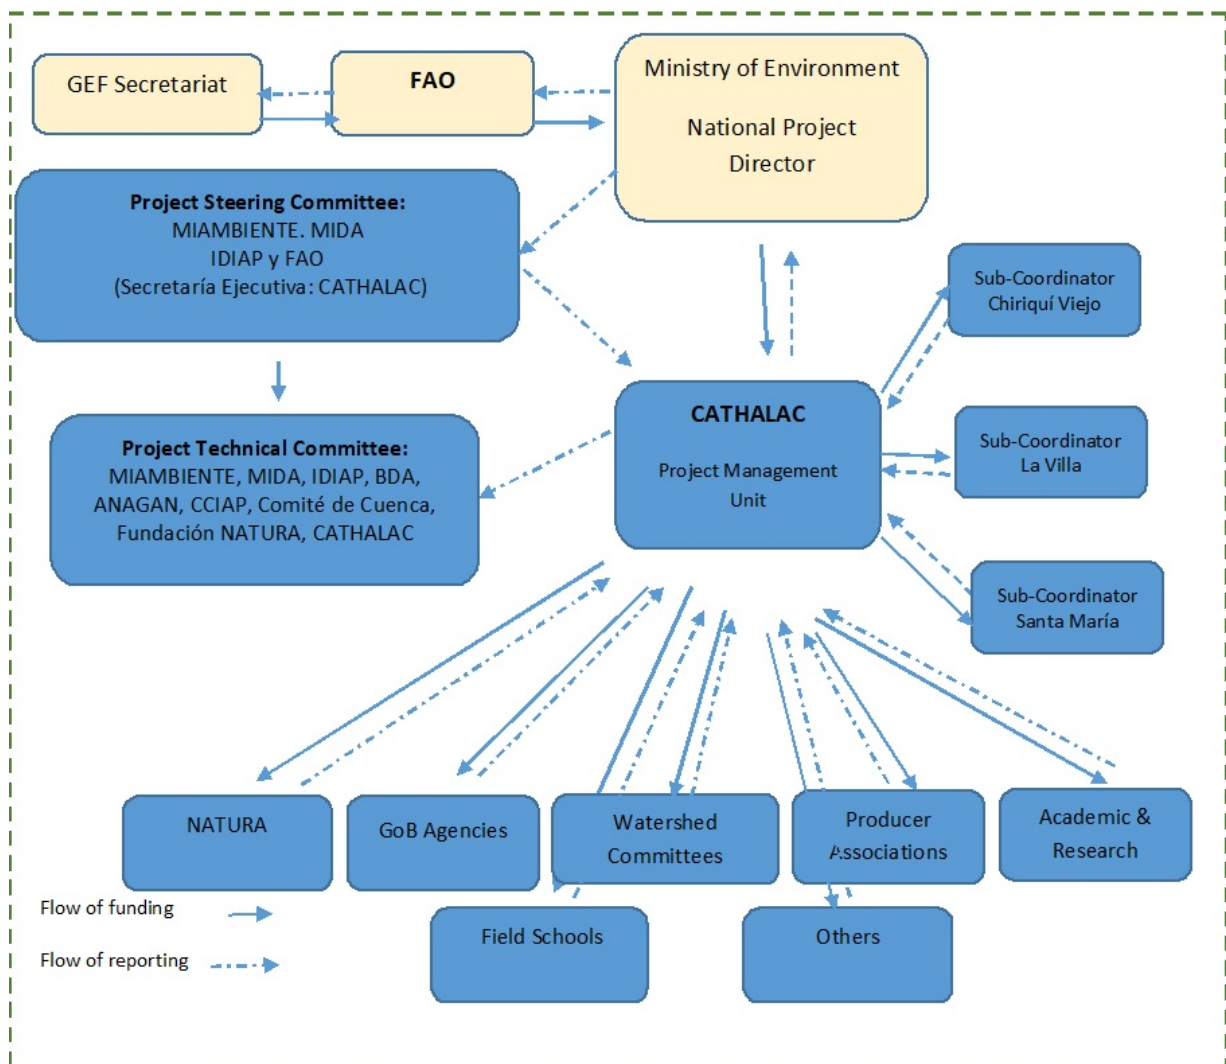 GEF Secretariat
FAO
Ministry of Environment
National Project
Director
Project Steering Committee:
MIAMBIENTE. MIDA
IDIAP y FAO
(Secretaría Ejecutiva: CATHALAC)
Sub-Coordinator
Chiriquí Viejo
Project Technical Committee:
MIAMBIENTE, MIDA, IDIAP, BDA,
ANAGAN, CCIAP, Comité de Cuenca,
Fundación NATURA, CATHALAC
CATHALAC
Project Management
Unit
Sub-Coordinator
La Villa
Sub-Coordinator
Santa María
NATURA
GoB Agencies
Watershed
Committees
Producer
Associations
Academic &
Research
Flow of funding
Field Schools
Others
Flow of reporting